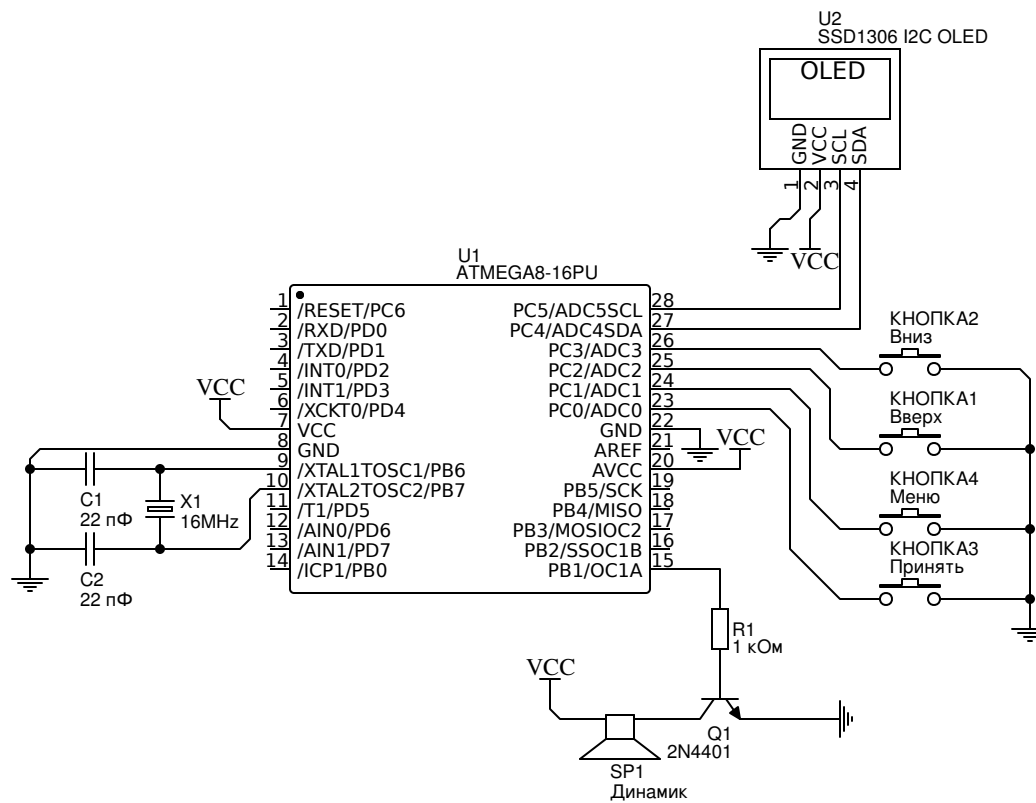 U2
SSD1306 I2C OLED
OLED
GND
VCC
SCL
SDA
1
2
3
4
VCC
U1
ATMEGA8-16PU
1 /RESET/PC6
2 /RXD/PD0
3 /TXD/PD1
4 /INT0/PD2
5 /INT1/PD3
6 /XCKT0/PD4
7 VCC
8 GND
9 /XTAL1TOSC1/PB6
10 /XTAL2TOSC2/PB7
11 /T1/PD5
12 /AIN0/PD6
13 /AIN1/PD7
14 /ICP1/PB0
PC5/ADC5SCL 28
PC4/ADC4SDA 27
PC3/ADC3 26
PC2/ADC2 25
PC1/ADC1 24
PC0/ADC0 23
GND 22
AREF 21
AVCC 20
PB5/SCK 19
PB4/MISO 18
PB3/MOSIOC2 17
PB2/SSOC1B 16
PB1/OC1A 15
VCC
VCC
C1
22 пФ
X1
16MHz
C2
22 пФ
КНОПКА2
Вниз
КНОПКА1
Вверх
КНОПКА4
Меню
КНОПКА3
Принять
R1
1 кОм
VCC
Q1
2N4401
SP1
Динамик